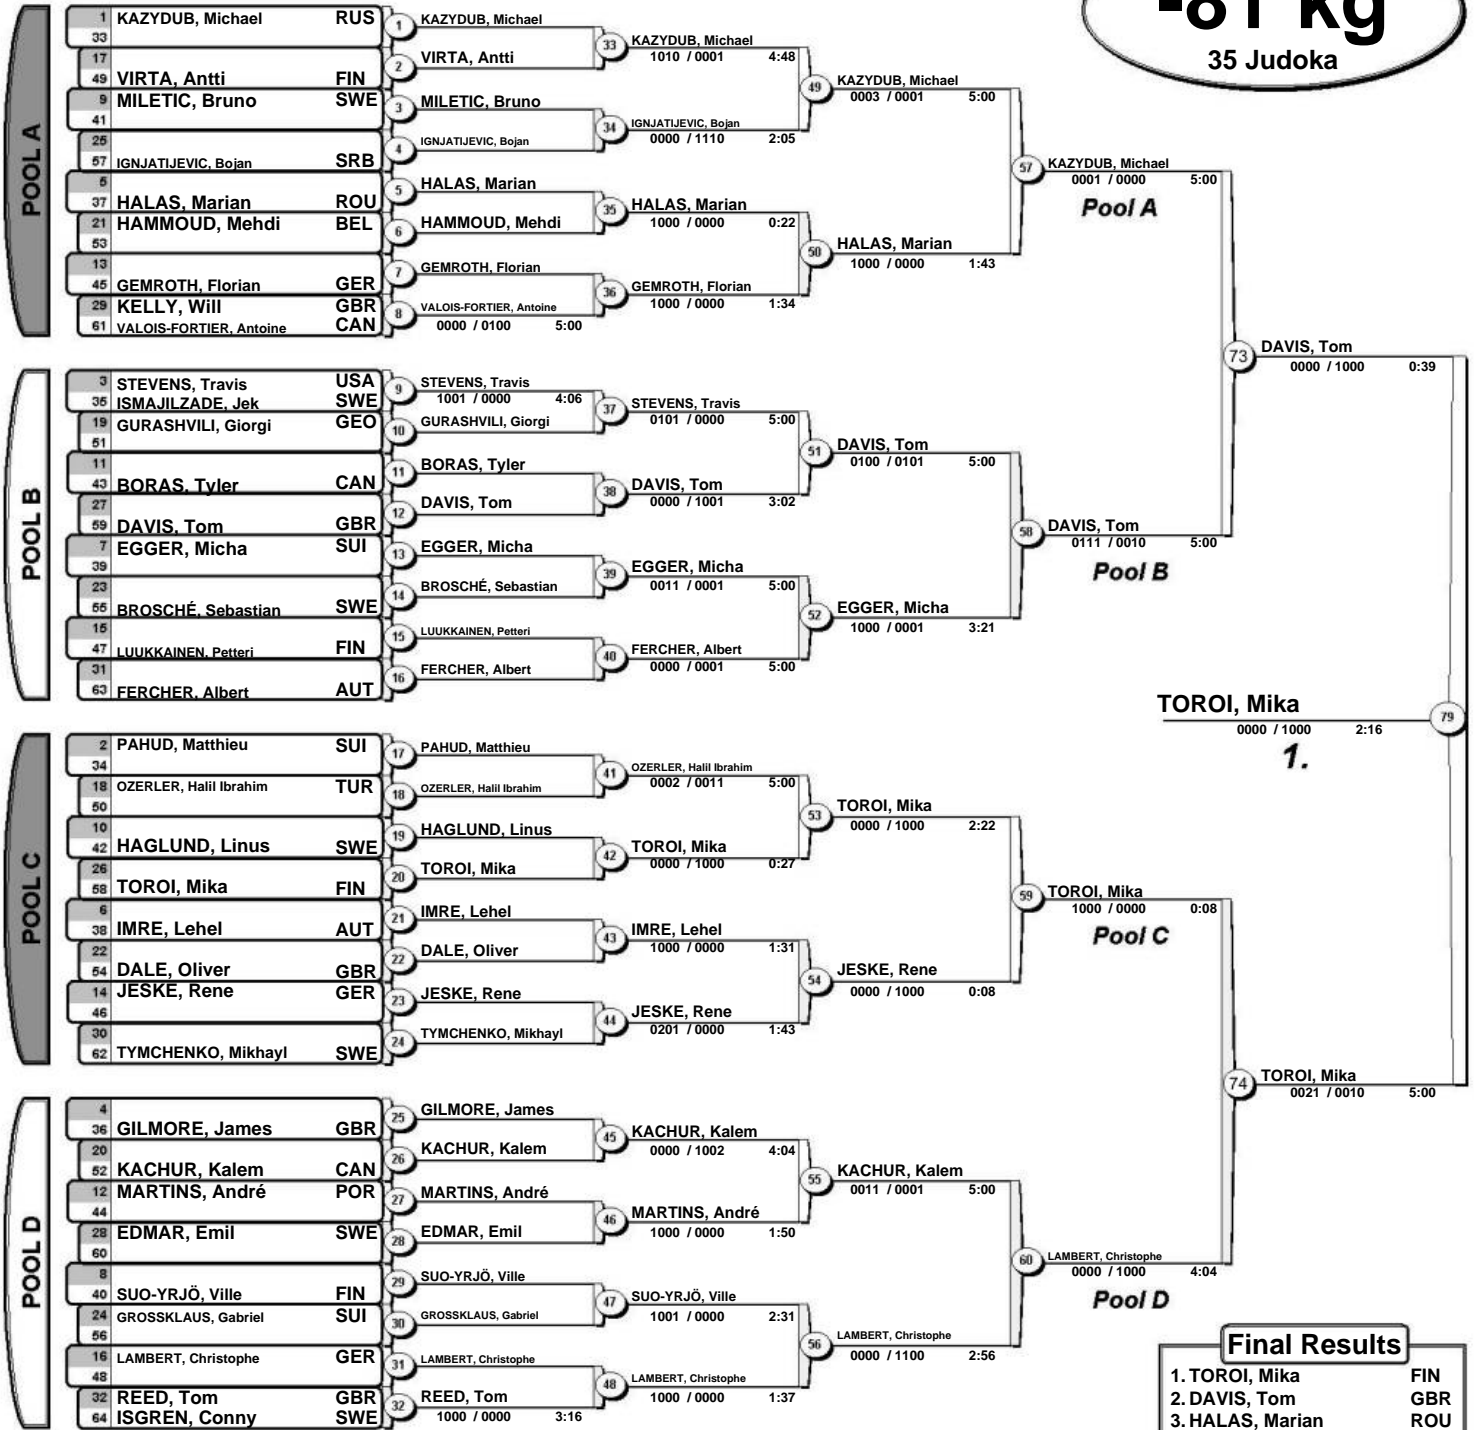 -81 kg
35 Judoka
POOL A
1 KAZYDUB, Michael RUS
33
17
49 VIRTA, Antti FIN
9 MILETIC, Bruno SWE
41
25
57 IGNJATIJEVIC, Bojan SRB
5
37 HALAS, Marian ROU
21 HAMMOUD, Mehdi BEL
53
13
45 GEMROTH, Florian GER
29 KELLY, Will GBR
61 VALOIS-FORTIER, Antoine CAN
1 KAZYDUB, Michael
2 VIRTA, Antti
3 MILETIC, Bruno
4 IGNJATIJEVIC, Bojan
5 HALAS, Marian
6 HAMMOUD, Mehdi
7 GEMROTH, Florian
8 VALOIS-FORTIER, Antoine
0000 / 0100 5:00
33 KAZYDUB, Michael
1010 / 0001 4:48
34 IGNJATIJEVIC, Bojan
0000 / 1110 2:05
35 HALAS, Marian
1000 / 0000 0:22
36 GEMROTH, Florian
1000 / 0000 1:34
49 KAZYDUB, Michael
0003 / 0001 5:00
50 HALAS, Marian
1000 / 0000 1:43
57 KAZYDUB, Michael
0001 / 0000 5:00
Pool A
POOL B
3 STEVENS, Travis USA
35 ISMAJILZADE, Jek SWE
19 GURASHVILI, Giorgi GEO
51
11
43 BORAS, Tyler CAN
27
59 DAVIS, Tom GBR
7 EGGER, Micha SUI
39
23
55 BROSCHÉ, Sebastian SWE
15
47 LUUKKAINEN, Petteri FIN
31
63 FERCHER, Albert AUT
9 STEVENS, Travis
1001 / 0000 4:06
10 GURASHVILI, Giorgi
11 BORAS, Tyler
12 DAVIS, Tom
13 EGGER, Micha
14 BROSCHÉ, Sebastian
15 LUUKKAINEN, Petteri
16 FERCHER, Albert
37 STEVENS, Travis
0101 / 0000 5:00
38 DAVIS, Tom
0000 / 1001 3:02
39 EGGER, Micha
0011 / 0001 5:00
40 FERCHER, Albert
0000 / 0001 5:00
51 DAVIS, Tom
0100 / 0101 5:00
52 EGGER, Micha
1000 / 0001 3:21
58 DAVIS, Tom
0111 / 0010 5:00
Pool B
73 DAVIS, Tom
0000 / 1000 0:39
TOROI, Mika 79
0000 / 1000 2:16
1.
POOL C
2 PAHUD, Matthieu SUI
34
18 OZERLER, Halil Ibrahim TUR
50
10
42 HAGLUND, Linus SWE
26
58 TOROI, Mika FIN
6
38 IMRE, Lehel AUT
22
54 DALE, Oliver GBR
14 JESKE, Rene GER
46
30
62 TYMCHENKO, Mikhayl SWE
17 PAHUD, Matthieu
18 OZERLER, Halil Ibrahim
19 HAGLUND, Linus
20 TOROI, Mika
21 IMRE, Lehel
22 DALE, Oliver
23 JESKE, Rene
24 TYMCHENKO, Mikhayl
41 OZERLER, Halil Ibrahim
0002 / 0011 5:00
42 TOROI, Mika
0000 / 1000 0:27
43 IMRE, Lehel
1000 / 0000 1:31
44 JESKE, Rene
0201 / 0000 1:43
53 TOROI, Mika
0000 / 1000 2:22
54 JESKE, Rene
0000 / 1000 0:08
59 TOROI, Mika
1000 / 0000 0:08
Pool C
74 TOROI, Mika
0021 / 0010 5:00
POOL D
4
36 GILMORE, James GBR
20
52 KACHUR, Kalem CAN
12 MARTINS, André POR
44
28 EDMAR, Emil SWE
60
8
40 SUO-YRJÖ, Ville FIN
24 GROSSKLAUS, Gabriel SUI
56
16 LAMBERT, Christophe GER
48
32 REED, Tom GBR
64 ISGREN, Conny SWE
25 GILMORE, James
26 KACHUR, Kalem
27 MARTINS, André
28 EDMAR, Emil
29 SUO-YRJÖ, Ville
30 GROSSKLAUS, Gabriel
31 LAMBERT, Christophe
32 REED, Tom
1000 / 0000 3:16
45 KACHUR, Kalem
0000 / 1002 4:04
46 MARTINS, André
1000 / 0000 1:50
47 SUO-YRJÖ, Ville
1001 / 0000 2:31
48 LAMBERT, Christophe
1000 / 0000 1:37
55 KACHUR, Kalem
0011 / 0001 5:00
56 LAMBERT, Christophe
0000 / 1100 2:56
60 LAMBERT, Christophe
0000 / 1000 4:04
Pool D
Final Results
1. TOROI, Mika FIN
2. DAVIS, Tom GBR
3. HALAS, Marian ROU